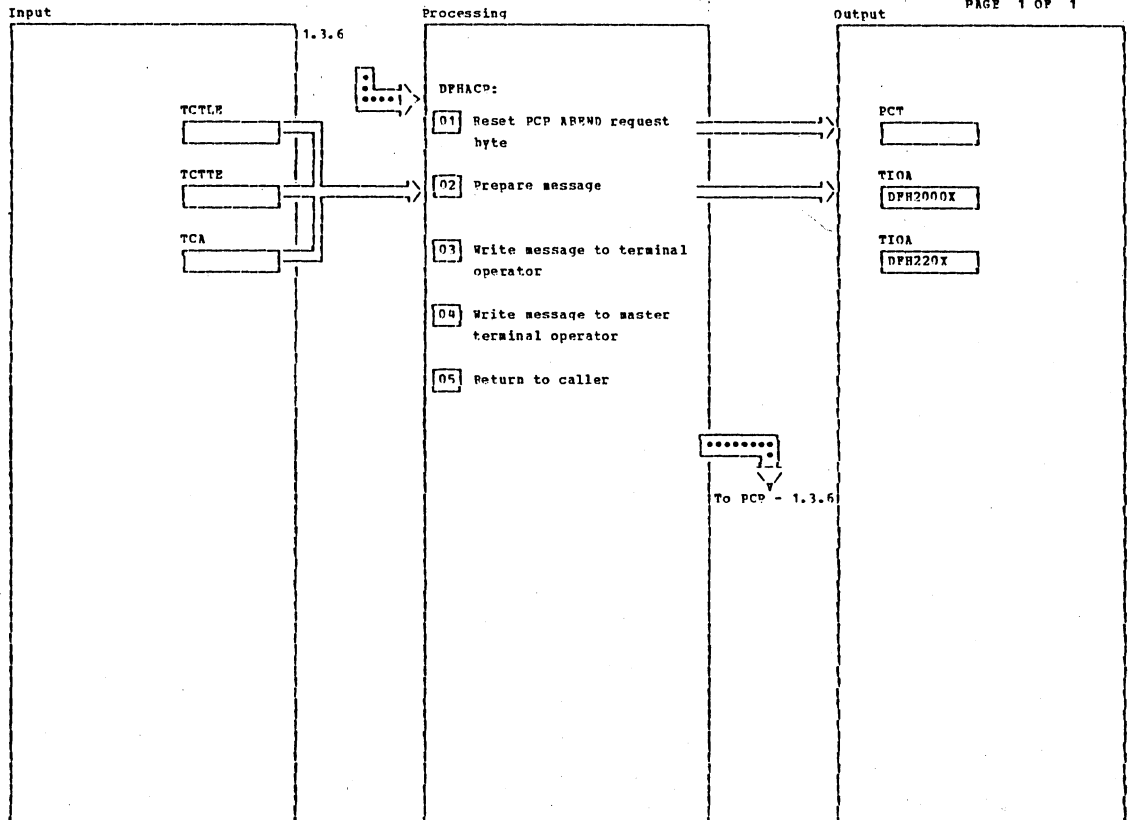 PAGE 1 OF 1
Input
Processing
Output
1.3.6
DFHACP:
TCTLE
01 Reset PCP ABEND request
byte
PCT
TCTTE
02 Prepare message
TIOA
DFH2000X
TCA
03 Write message to terminal
operator
TIOA
DFH220X
04 Write message to master
terminal operator
05 Return to caller
To PCP - 1.3.6